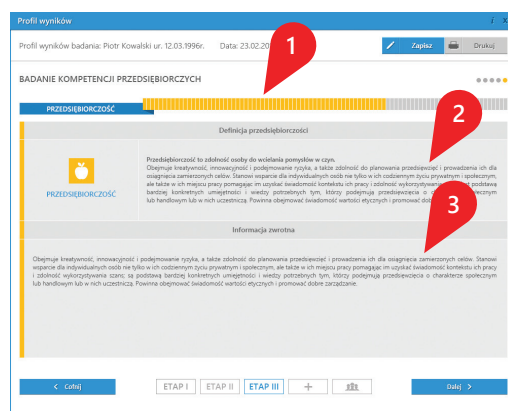 Profil wyników
i X
Profil wyników badania: Piotr Kowalski ur. 12.03.1996r. Data: 23.02.20
Zapisz
Drukuj
1
BADANIE KOMPETENCJI PRZEDSIĘBIORCZYCH
PRZEDSIĘBIORCZOŚĆ
2
Definicja przedsiębiorczości
Przedsiębiorczość to zdolność osoby do wcielania pomysłów w czyn.
Obejmuje kreatywność, innowacyjność i podejmowanie ryzyka, a także zdolność do planowania przedsięwzięć i prowadzenia ich dla
osiągnięcia zamierzonych celów. Stanowi wsparcie dla indywidualnych osób nie tylko w ich codziennym życiu prywatnym i społecznym,
ale także w ich miejscu pracy pomagając im uzyskać świadomość kontekstu ich pracy i zdolność wykorzystywania podstawą
bardziej konkretnych umiejętności i wiedzy potrzebnych tym, którzy podejmują przedsięwzięcia o społecznym
lub handlowym lub w nich uczestniczą. Powinna obejmować świadomość wartości etycznych i promować
PRZEDSIĘBIORCZOŚĆ
3
Informacja zwrotna
Obejmuje kreatywność, innowacyjność i podejmowanie ryzyka, a także zdolność do planowania przedsięwzięć i prowadzenia ich dla osiągnięcia zamierzonych celów. Stanowi
wsparcie dla indywidualnych osób nie tylko w ich codziennym życiu prywatnym i społecznym, ale także w ich miejscu pracy pomagając im uzyskać świadomość kontekstu ich pracy
i zdolność wykorzystywania szans; są podstawą bardziej konkretnych umiejętności i wiedzy potrzebnych tym, którzy podejmują przedsięwzięcia o charakterze społecznym
lub handlowym lub w nich uczestniczą. Powinna obejmować świadomość wartości etycznych i promować dobre zarządzanie.
< Cofnij
ETAP I
ETAP II
ETAP III
+
Dalej >